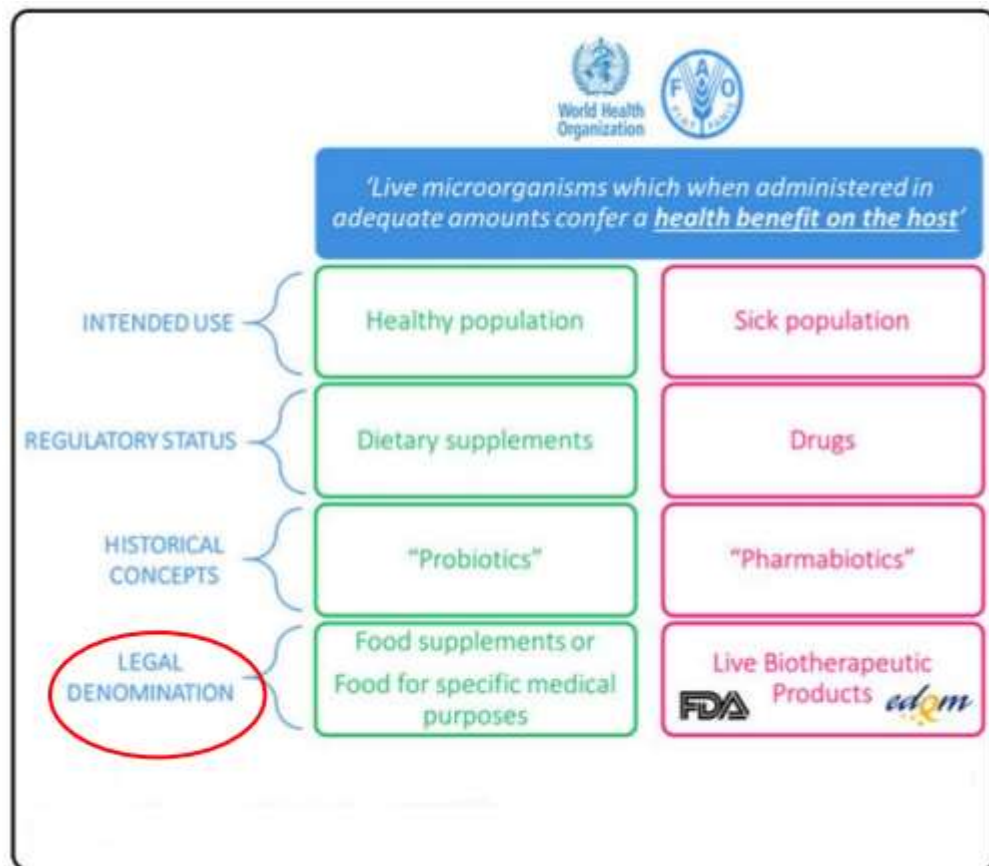 World Health
Organization
F A O
FIAT PANIS
'Live microorganisms which when administered in
adequate amounts confer a health benefit on the host'
INTENDED USE
Healthy population
Sick population
REGULATORY STATUS
Dietary supplements
Drugs
HISTORICAL
CONCEPTS
"Probiotics"
"Pharmabiotics"
LEGAL
DENOMINATION
Food supplements or
Food for specific medical
purposes
Live Biotherapeutic
Products
FDA
edqm